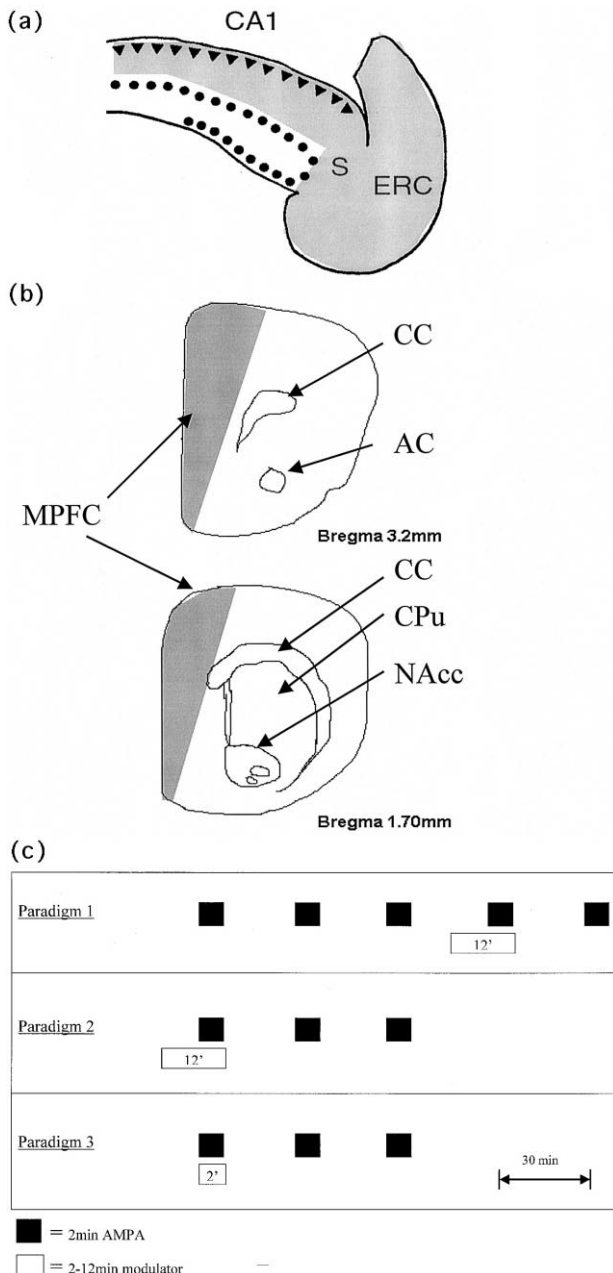 (a)
CA1
S
ERC
(b)
CC
AC
MPFC
Bregma 3.2mm
CC
CPu
NAcc
Bregma 1.70mm
(c)
Paradigm 1
12'
Paradigm 2
12'
Paradigm 3
2'
30 min
= 2min AMPA
= 2-12min modulator